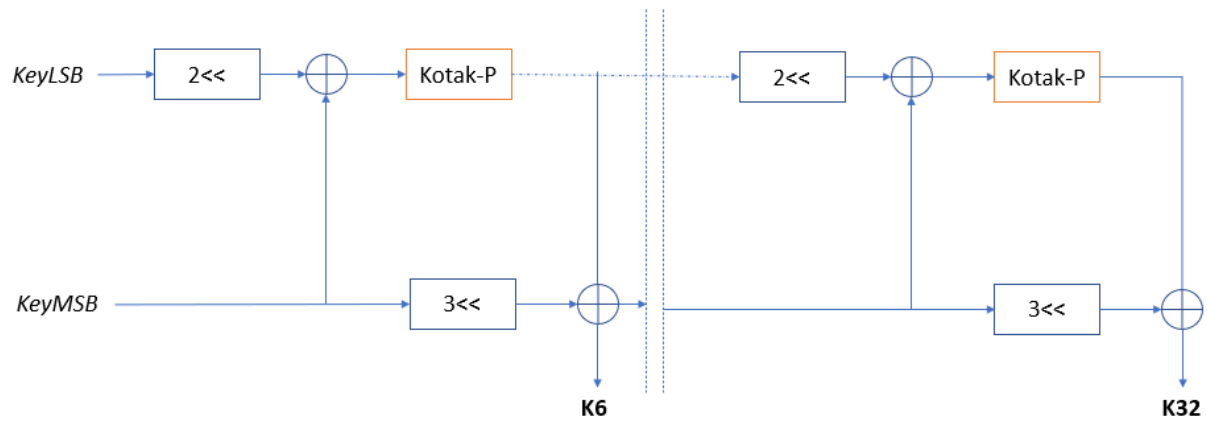 KeyLSB
2<<
Kotak-P
2<<
Kotak-P
KeyMSB
3<<
3<<
K6
K32